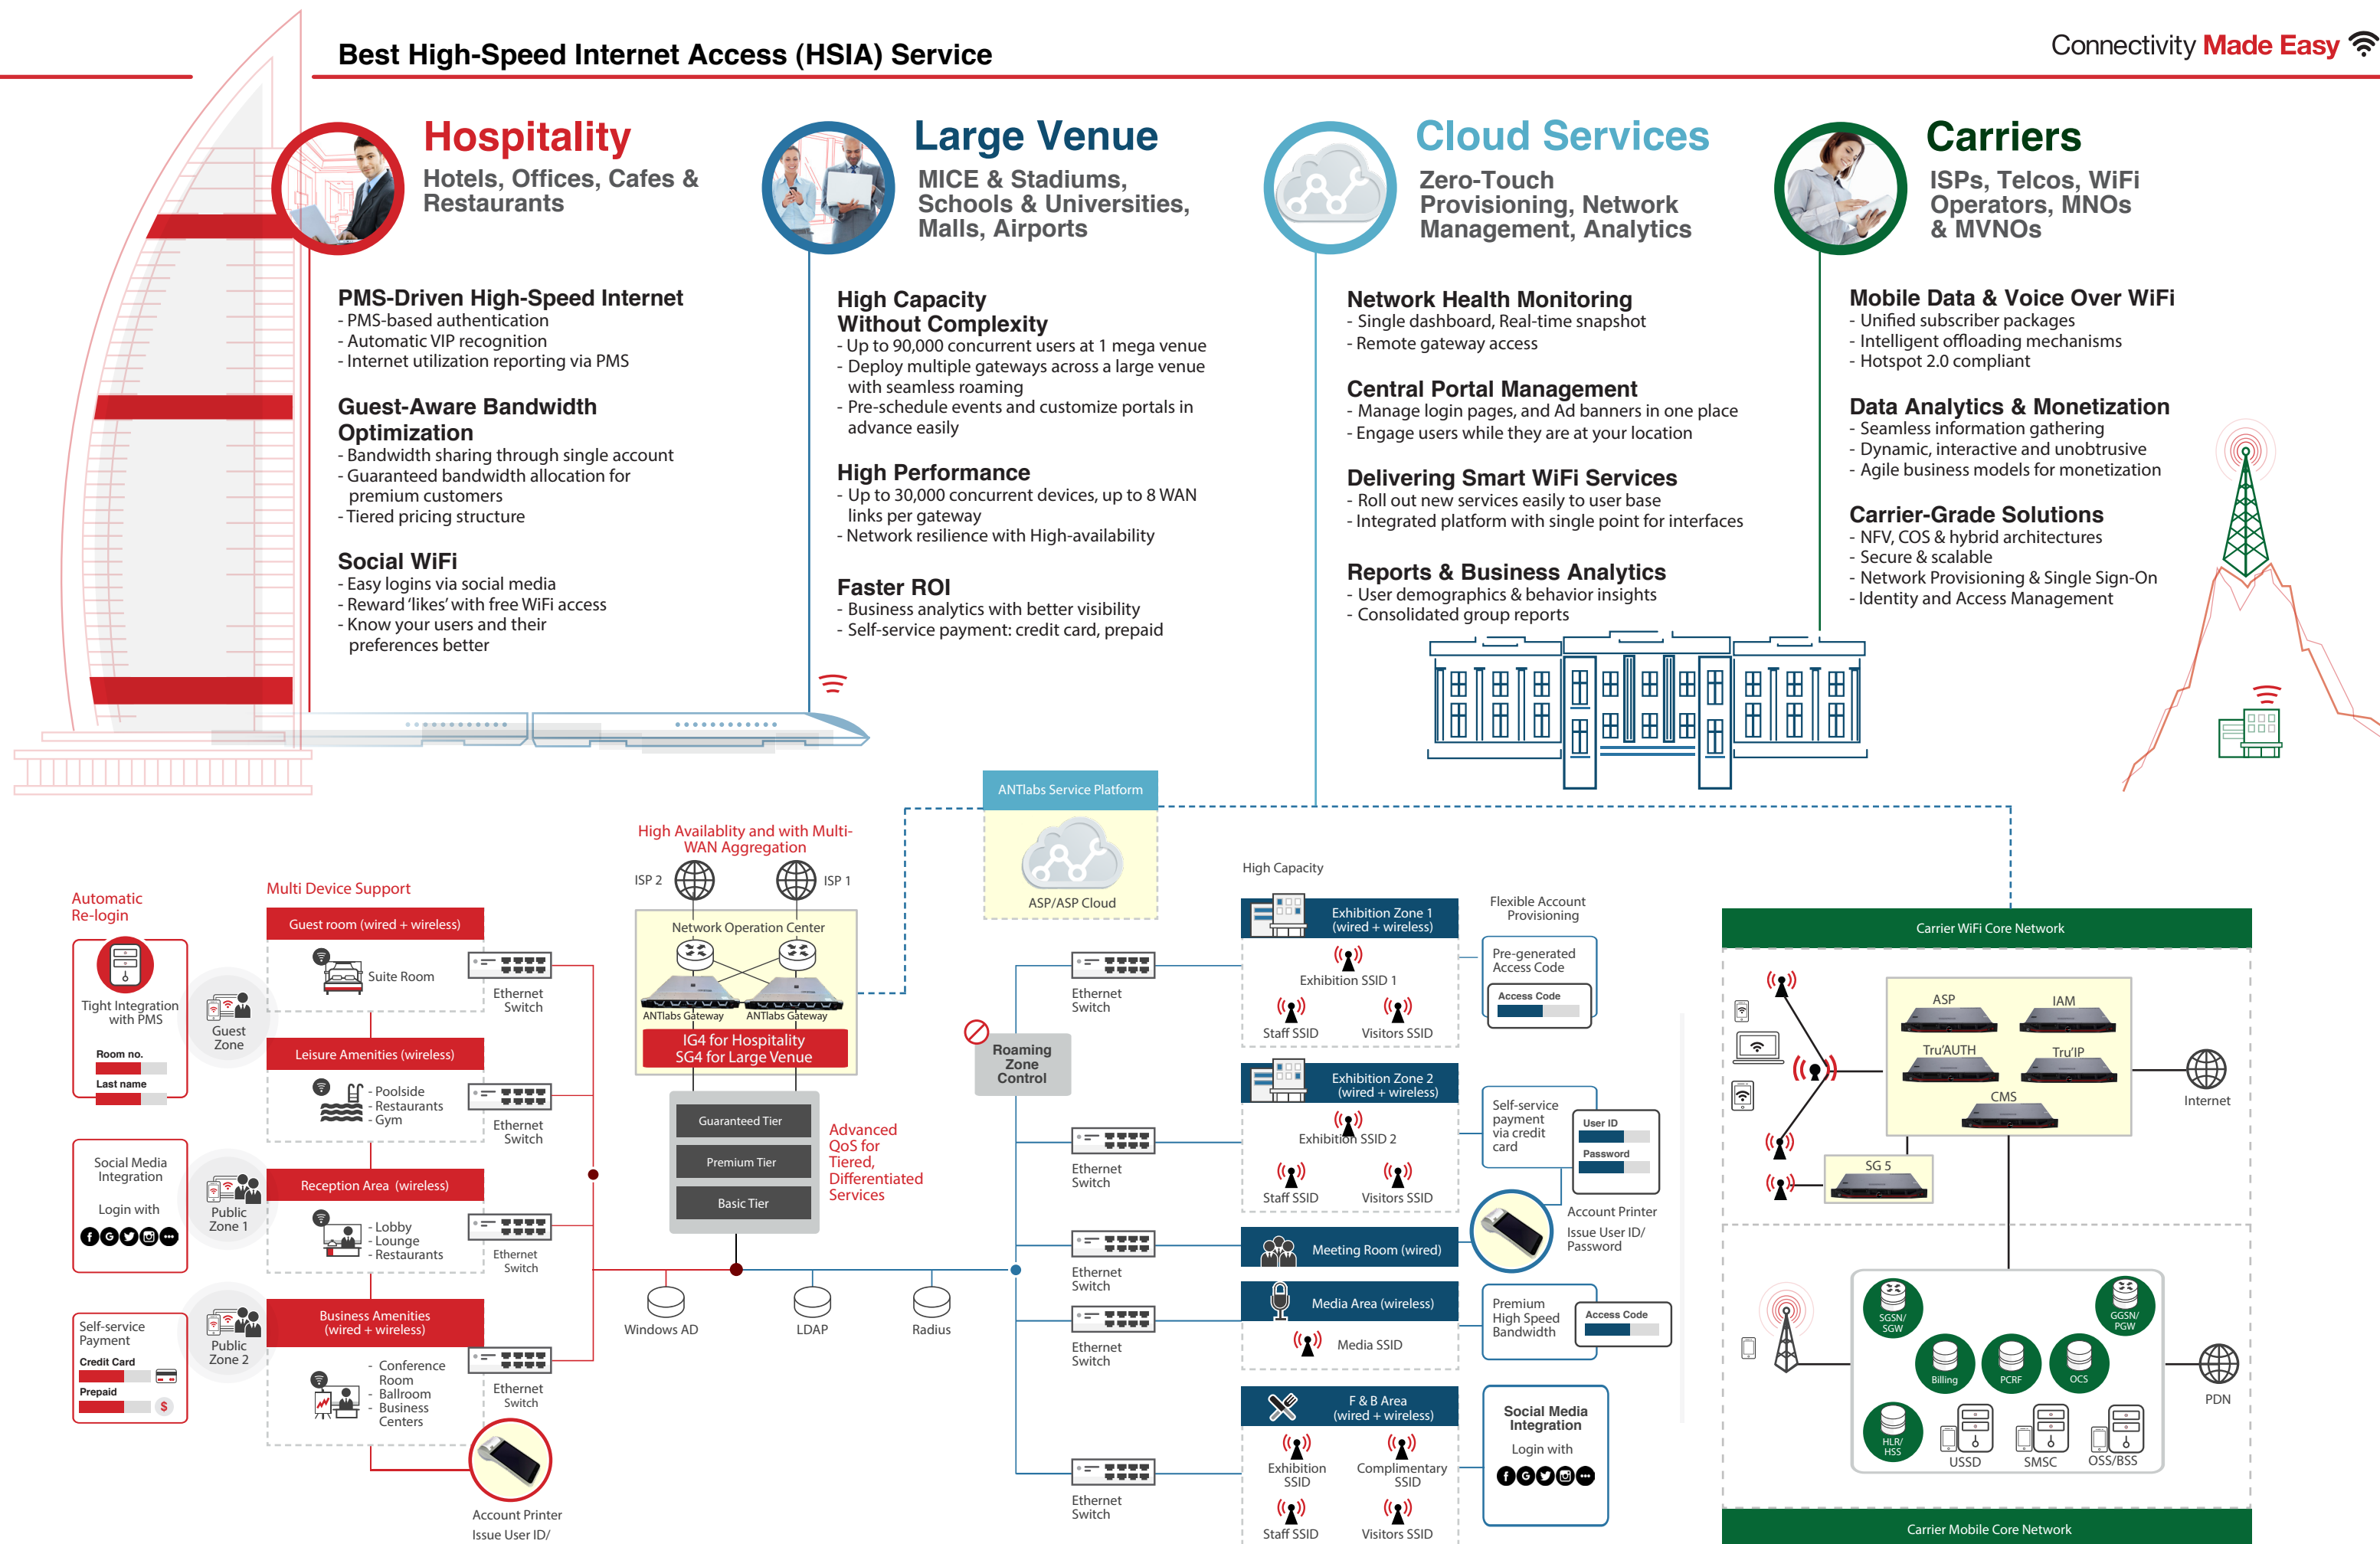 Best High-Speed Internet Access (HSIA) Service
Connectivity Made Easy
Hospitality
Hotels, Offices, Cafes &
Restaurants
PMS-Driven High-Speed Internet
- PMS-based authentication
- Automatic VIP recognition
- Internet utilization reporting via PMS
Guest-Aware Bandwidth
Optimization
- Bandwidth sharing through single account
- Guaranteed bandwidth allocation for
premium customers
- Tiered pricing structure
Social WiFi
- Easy logins via social media
- Reward 'likes' with free WiFi access
- Know your users and their
preferences better
Large Venue
MICE & Stadiums,
Schools & Universities,
Malls, Airports
High Capacity
Without Complexity
- Up to 90,000 concurrent users at 1 mega venue
- Deploy multiple gateways across a large venue
with seamless roaming
- Pre-schedule events and customize portals in
advance easily
High Performance
- Up to 30,000 concurrent devices, up to 8 WAN
links per gateway
- Network resilience with High-availability
Faster ROI
- Business analytics with better visibility
- Self-service payment: credit card, prepaid
Cloud Services
Zero-Touch
Provisioning, Network
Management, Analytics
Network Health Monitoring
- Single dashboard, Real-time snapshot
- Remote gateway access
Central Portal Management
- Manage login pages, and Ad banners in one place
- Engage users while they are at your location
Delivering Smart WiFi Services
- Roll out new services easily to user base
- Integrated platform with single point for interfaces
Reports & Business Analytics
- User demographics & behavior insights
- Consolidated group reports
Carriers
ISPs, Telcos, WiFi
Operators, MNOs
& MVNOs
Mobile Data & Voice Over WiFi
- Unified subscriber packages
- Intelligent offloading mechanisms
- Hotspot 2.0 compliant
Data Analytics & Monetization
- Seamless information gathering
- Dynamic, interactive and unobtrusive
- Agile business models for monetization
Carrier-Grade Solutions
- NFV, COS & hybrid architectures
- Secure & scalable
- Network Provisioning & Single Sign-On
- Identity and Access Management
Automatic
Re-login
Tight Integration
with PMS
Room no.
Last name
Social Media
Integration
Login with
Self-service
Payment
Credit Card
Prepaid
$
Guest
Zone
Public
Zone 1
Public
Zone 2
Multi Device Support
Guest room (wired + wireless)
Suite Room
Leisure Amenities (wireless)
- Poolside
- Restaurants
- Gym
Reception Area (wireless)
- Lobby
- Lounge
- Restaurants
Business Amenities
(wired + wireless)
- Conference
Room
- Ballroom
- Business
Centers
Ethernet
Switch
Ethernet
Switch
Ethernet
Switch
Ethernet
Switch
Account Printer
Issue User ID/
High Availablity and with Multi-
WAN Aggregation
ISP 2
ISP 1
Network Operation Center
ANTlabs Gateway
ANTlabs Gateway
IG4 for Hospitality
SG4 for Large Venue
Guaranteed Tier
Premium Tier
Basic Tier
Advanced
QoS for
Tiered,
Differentiated
Services
Windows AD
LDAP
Radius
ANTlabs Service Platform
ASP/ASP Cloud
Roaming
Zone
Control
Ethernet
Switch
Ethernet
Switch
Ethernet
Switch
Ethernet
Switch
Ethernet
Switch
High Capacity
Exhibition Zone 1
(wired + wireless)
Exhibition SSID 1
Staff SSID
Visitors SSID
Exhibition Zone 2
(wired + wireless)
Exhibition SSID 2
Staff SSID
Visitors SSID
Meeting Room (wired)
Media Area (wireless)
Media SSID
F & B Area
(wired + wireless)
Exhibition
SSID
Complimentary
SSID
Staff SSID
Visitors SSID
Flexible Account
Provisioning
Pre-generated
Access Code
Access Code
Self-service
payment
via credit
card
User ID
Password
Account Printer
Issue User ID/
Password
Premium
High Speed
Bandwidth
Access Code
Social Media
Integration
Login with
Carrier WiFi Core Network
ASP
IAM
Tru'AUTH
Tru'IP
CMS
SG 5
Internet
SGSN/
SGW
GGSN/
PGW
Billing
PCRF
OCS
HLR/
HSS
USSD
SMSC
OSS/BSS
PDN
Carrier Mobile Core Network